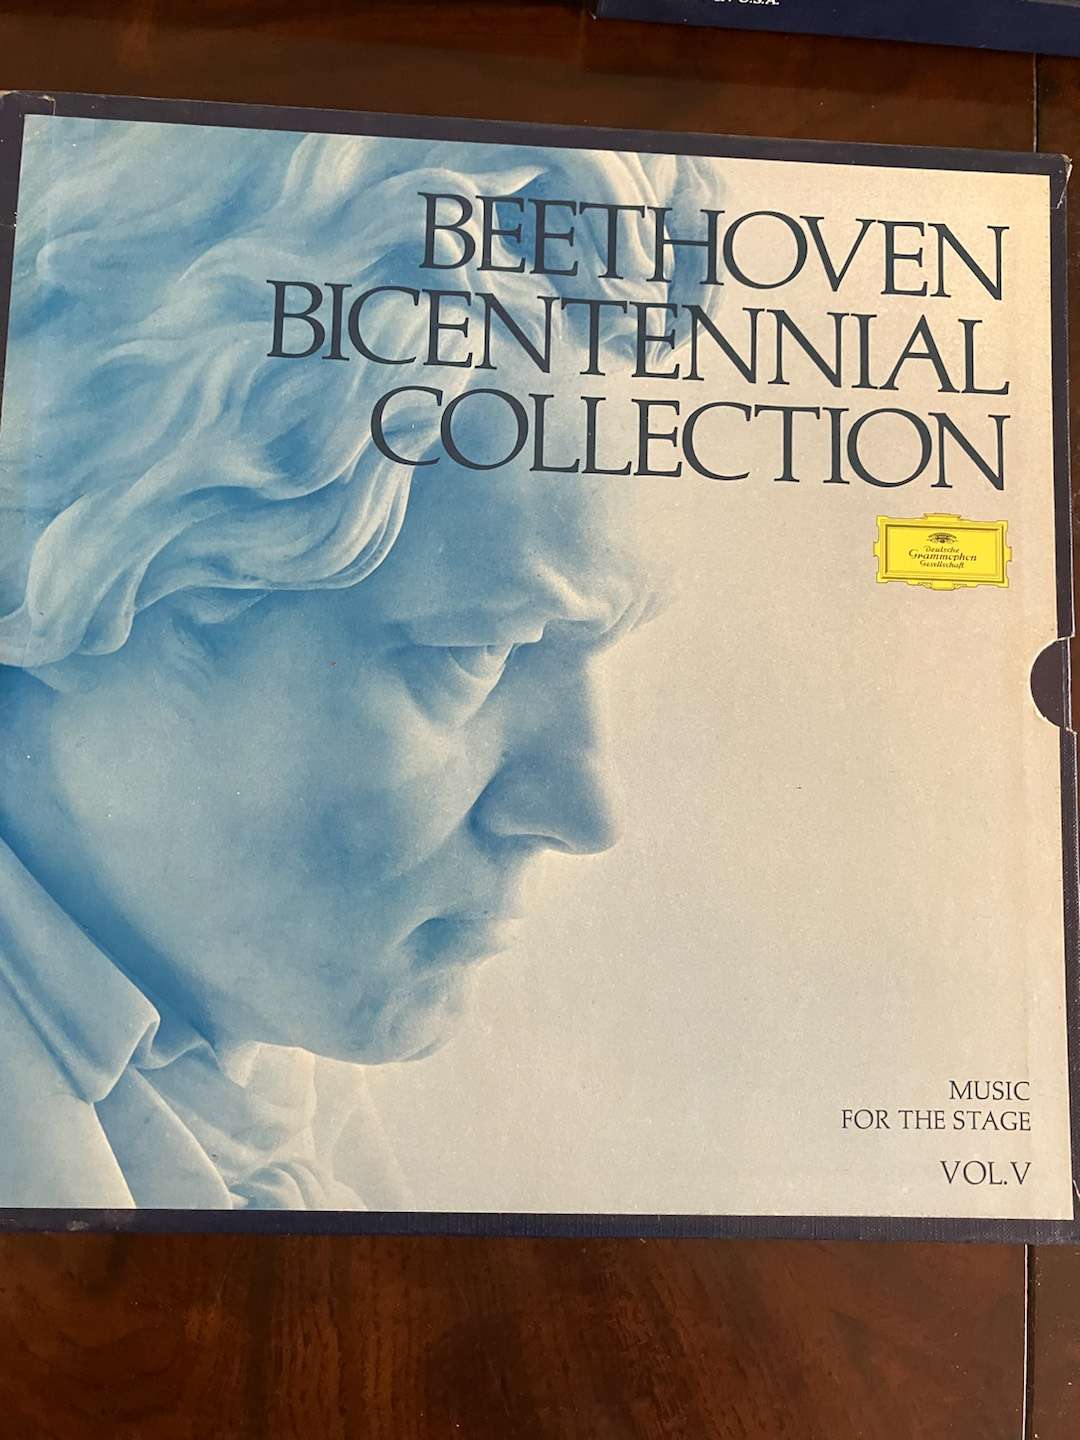 U.S.A.
BEETHOVEN
BICENTENNIAL
COLLECTION
Deutsche
Grammophon
Gesellschaft
MUSIC
FOR THE STAGE
VOL.V